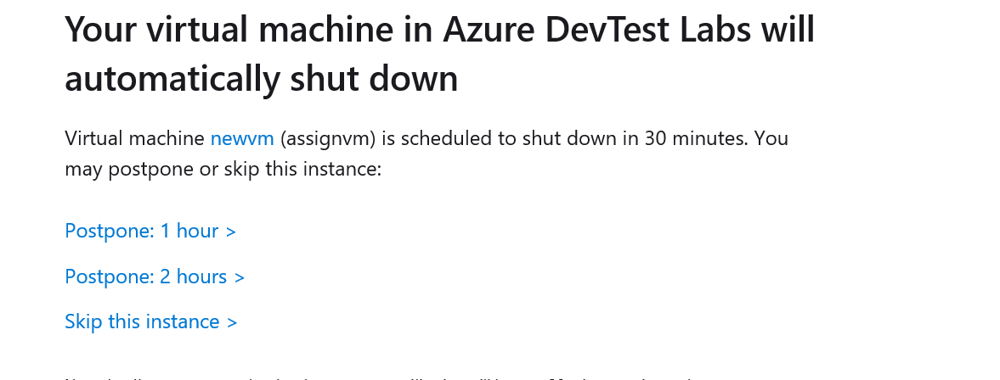 Your virtual machine in Azure DevTest Labs will
automatically shut down
Virtual machine newvm (assignvm) is scheduled to shut down in 30 minutes. You
may postpone or skip this instance:
Postpone: 1 hour >
Postpone: 2 hours >
Skip this instance >